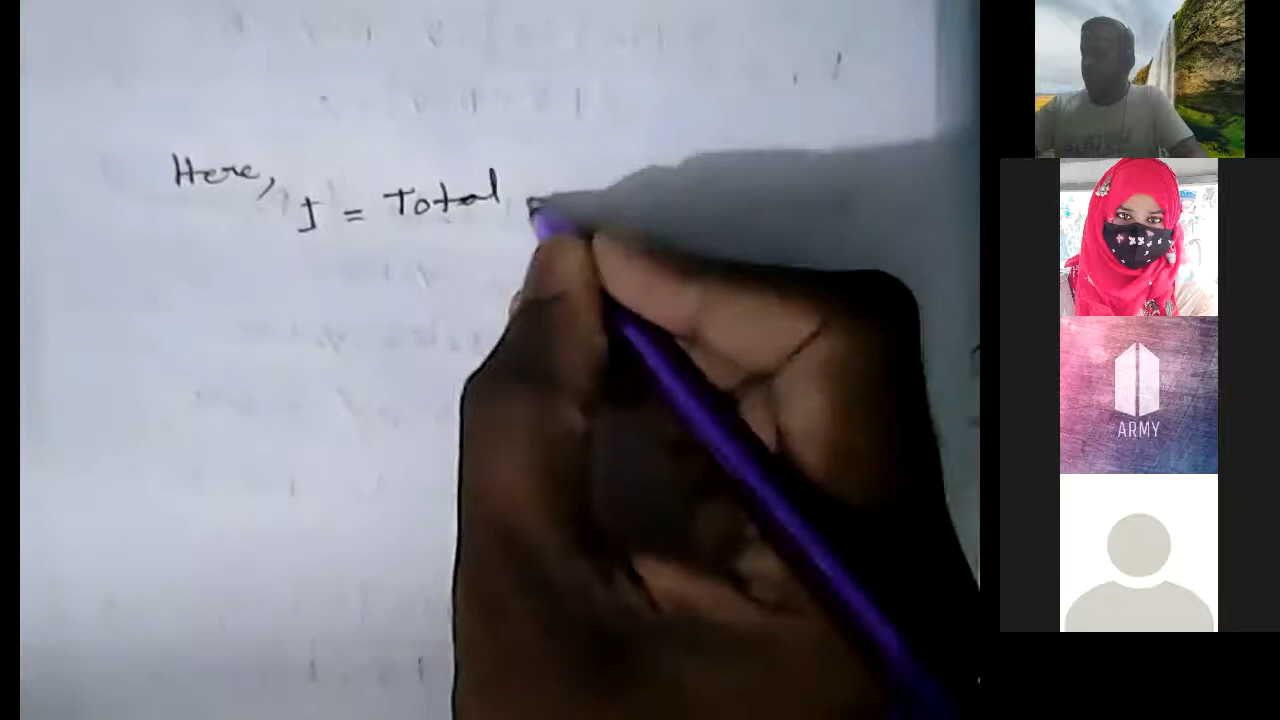 Here,
I = Total
ARMY